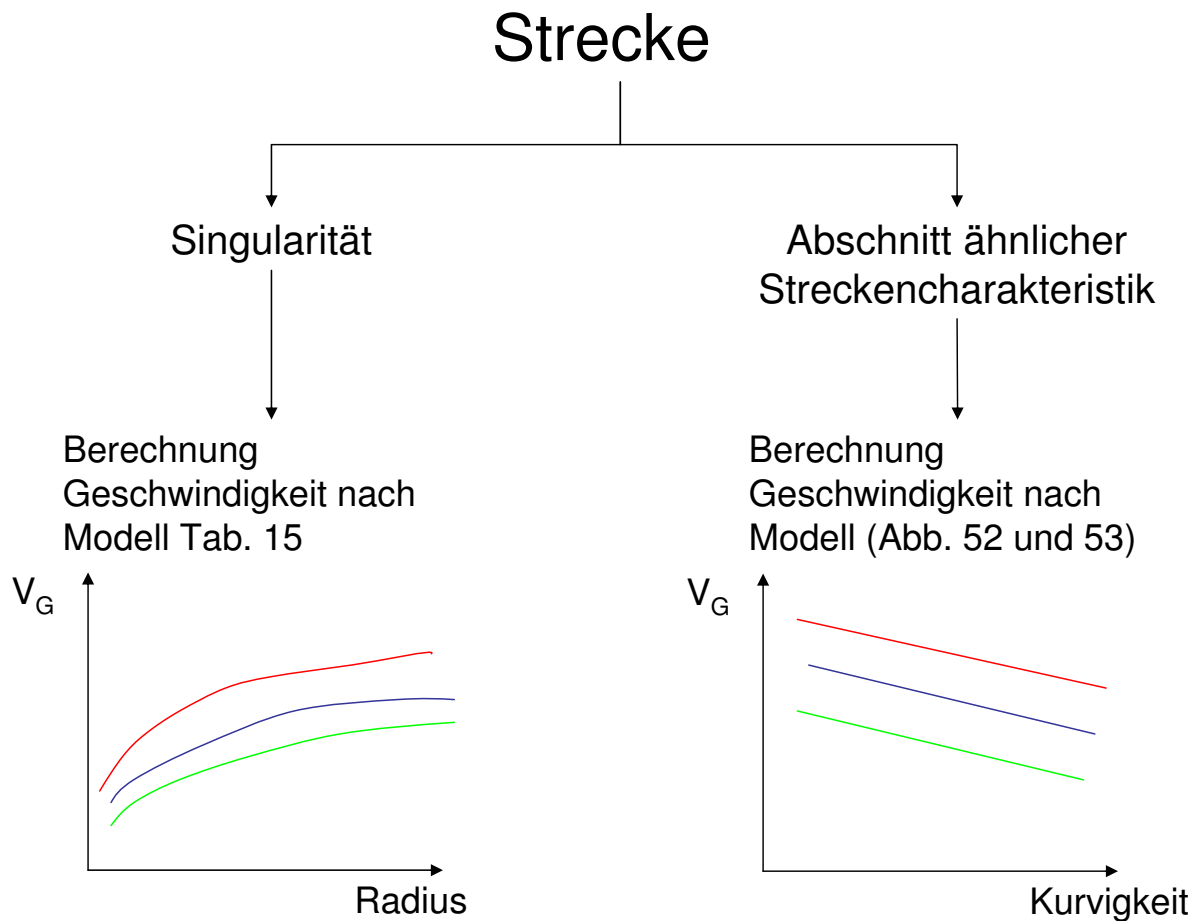 Strecke
Singularität
Abschnitt ähnlicher
Streckencharakteristik
Berechnung
Geschwindigkeit nach
Modell Tab. 15
Berechnung
Geschwindigkeit nach
Modell (Abb. 52 und 53)
VG
Radius
VG
Kurvigkeit